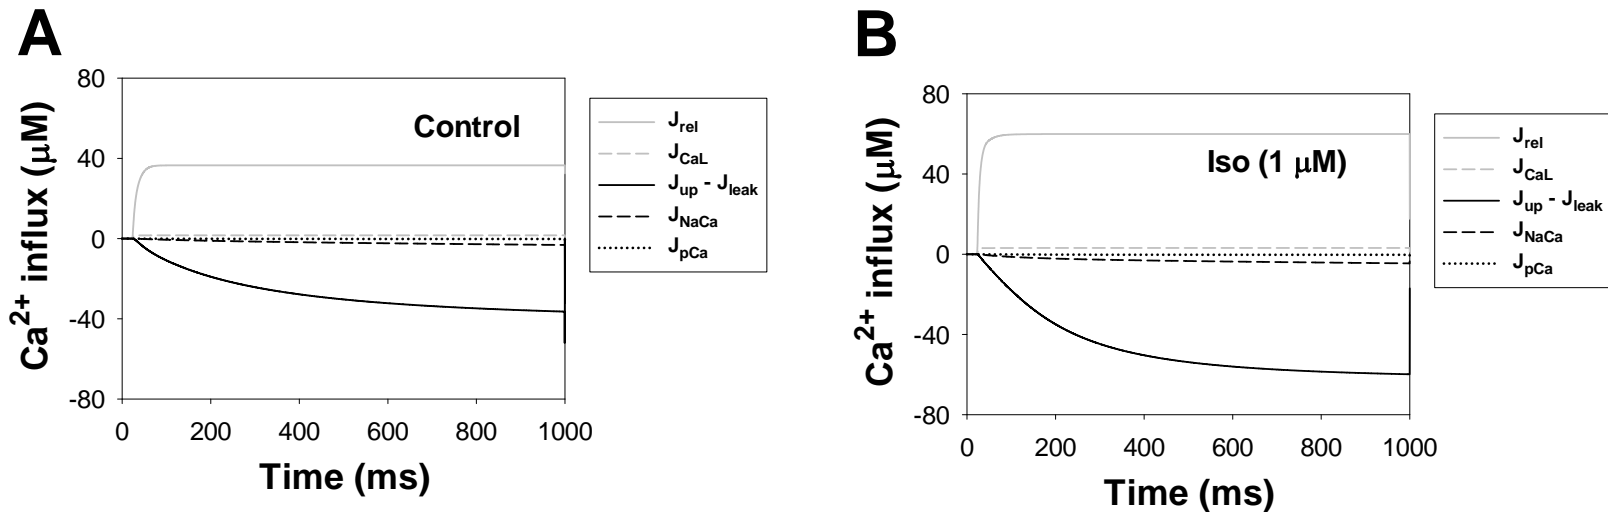 A
Ca2+ influx (μM)
80
40
0
-40
-80
Control
0 200 400 600 800 1000
Time (ms)
Jrel
JCaL
Jup - Jleak
JNaCa
JpCa
B
Ca2+ influx (μM)
80
40
0
-40
-80
Iso (1 μM)
0 200 400 600 800 1000
Time (ms)
Jrel
JCaL
Jup - Jleak
JNaCa
JpCa